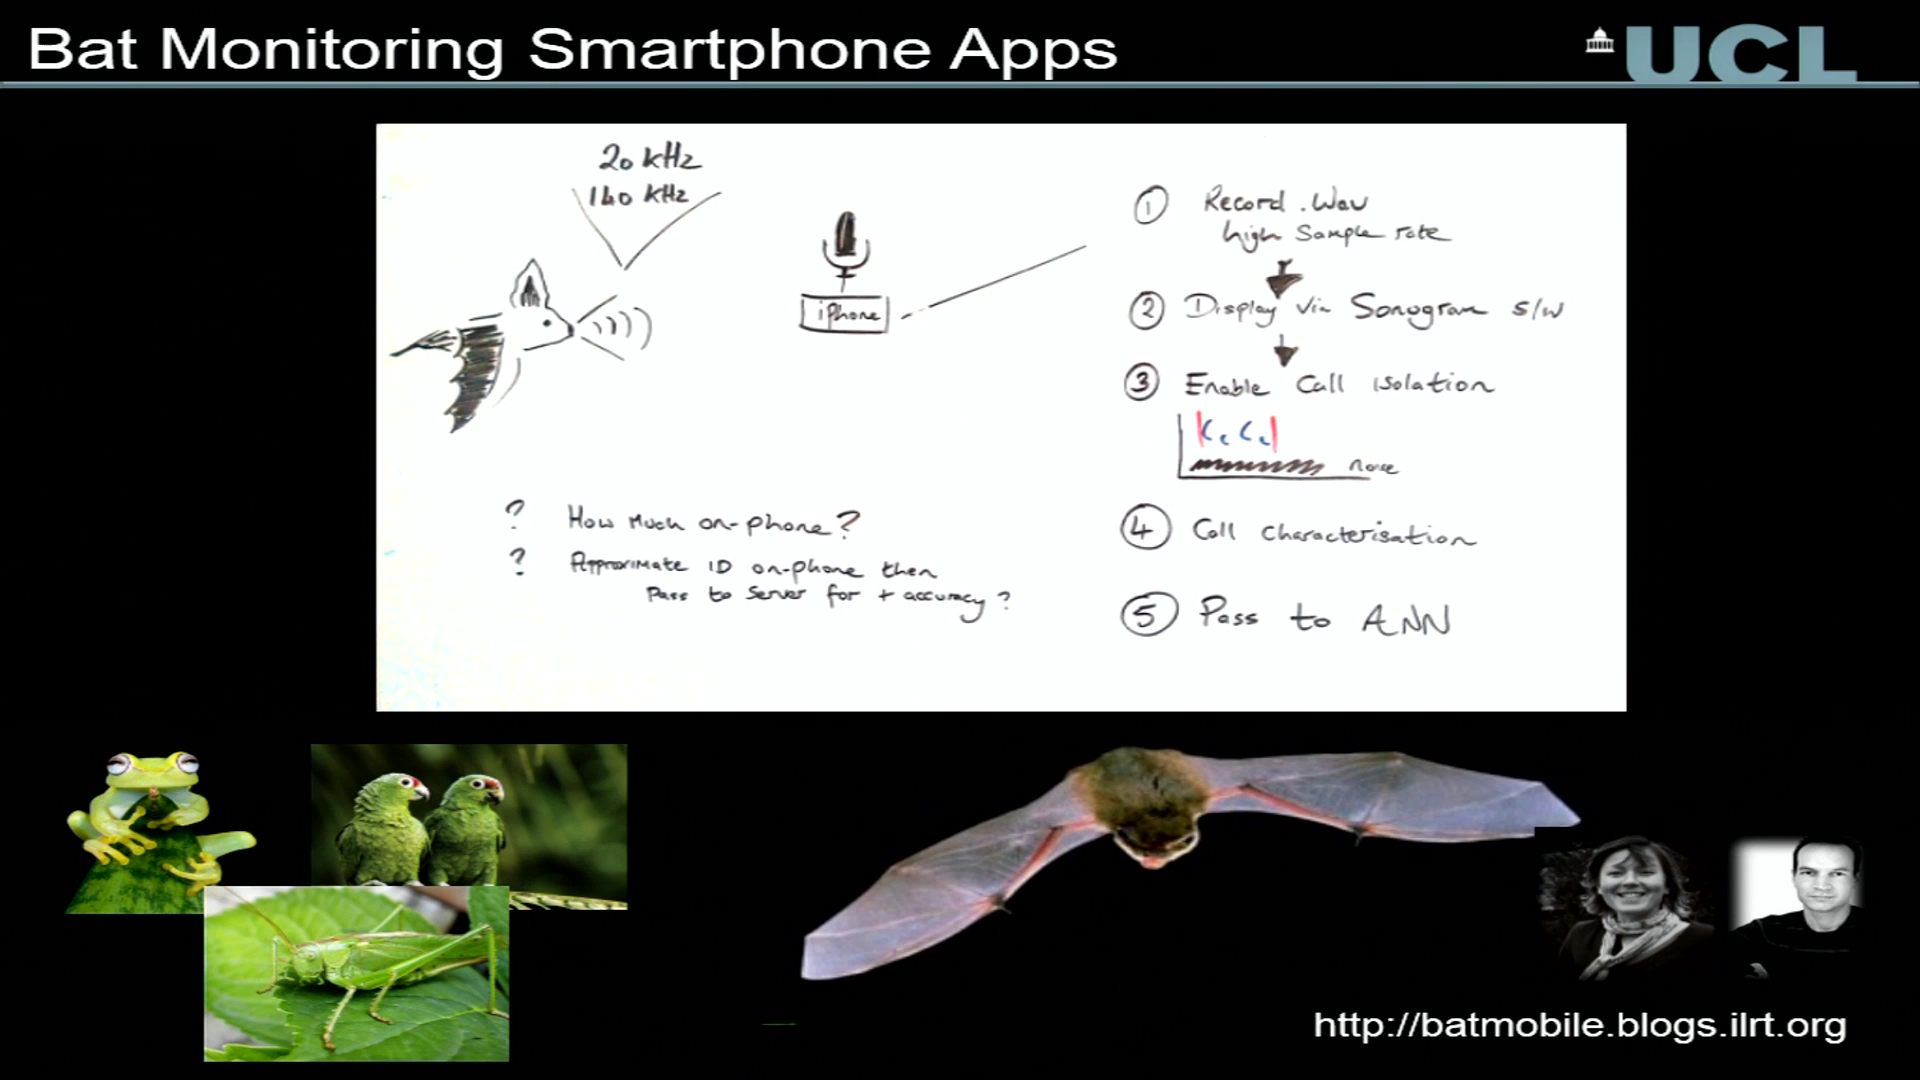 Bat Monitoring Smartphone Apps
UCL
20 kHz
140 kHz
iPhone
? How Much on-phone?
? Approximate ID on-phone then
Pass to Server for + accuracy ?
① Record .Wav
high Sample rate
② Display Via Sonogram S/W
③ Enable Call isolation
noise
④ Call characterisation
⑤ Pass to ANN
http://batmobile.blogs.ilrt.org